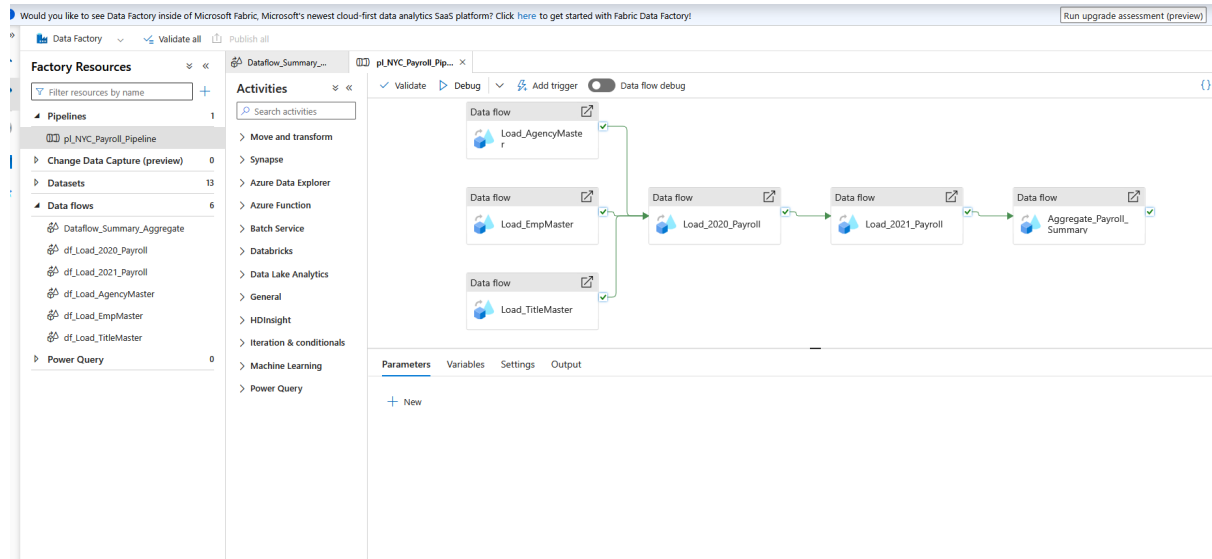 Would you like to see Data Factory inside of Microsoft Fabric, Microsoft's newest cloud-first data analytics SaaS platform? Click here to get started with Fabric Data Factory!
Run upgrade assessment (preview)
Data Factory
Validate all
Publish all
Factory Resources
Filter resources by name
Pipelines 1
pl_NYC_Payroll_Pipeline
Change Data Capture (preview) 0
Datasets 13
Data flows 6
Dataflow_Summary_Aggregate
df_Load_2020_Payroll
df_Load_2021_Payroll
df_Load_AgencyMaster
df_Load_EmpMaster
df_Load_TitleMaster
Power Query 0
Dataflow_Summary_...
pl_NYC_Payroll_Pip...
Activities
Search activities
Move and transform
Synapse
Azure Data Explorer
Azure Function
Batch Service
Databricks
Data Lake Analytics
General
HDInsight
Iteration & conditionals
Machine Learning
Power Query
Validate
Debug
Add trigger
Data flow debug
{}
Data flow
Load_AgencyMaste
r
Data flow
Load_EmpMaster
Data flow
Load_TitleMaster
Data flow
Load_2020_Payroll
Data flow
Load_2021_Payroll
Data flow
Aggregate_Payroll_
Summary
Parameters
Variables
Settings
Output
New